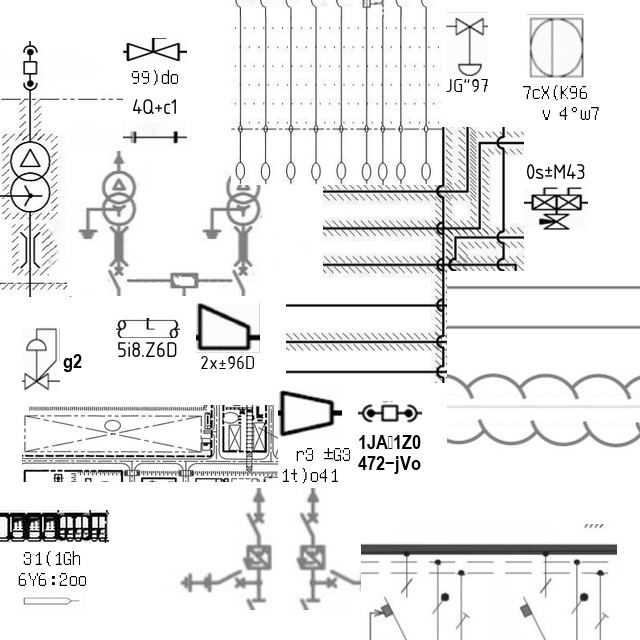 99)do
4Q+c1
JG"97
7cX(K96
v 4°w7
0s±M43
g2
5i8.Z6D
2x±96D
r3 ±G3
1t)o41
1JA▯1Z0
472-jVo
31(1Gh
6Y6:2oo